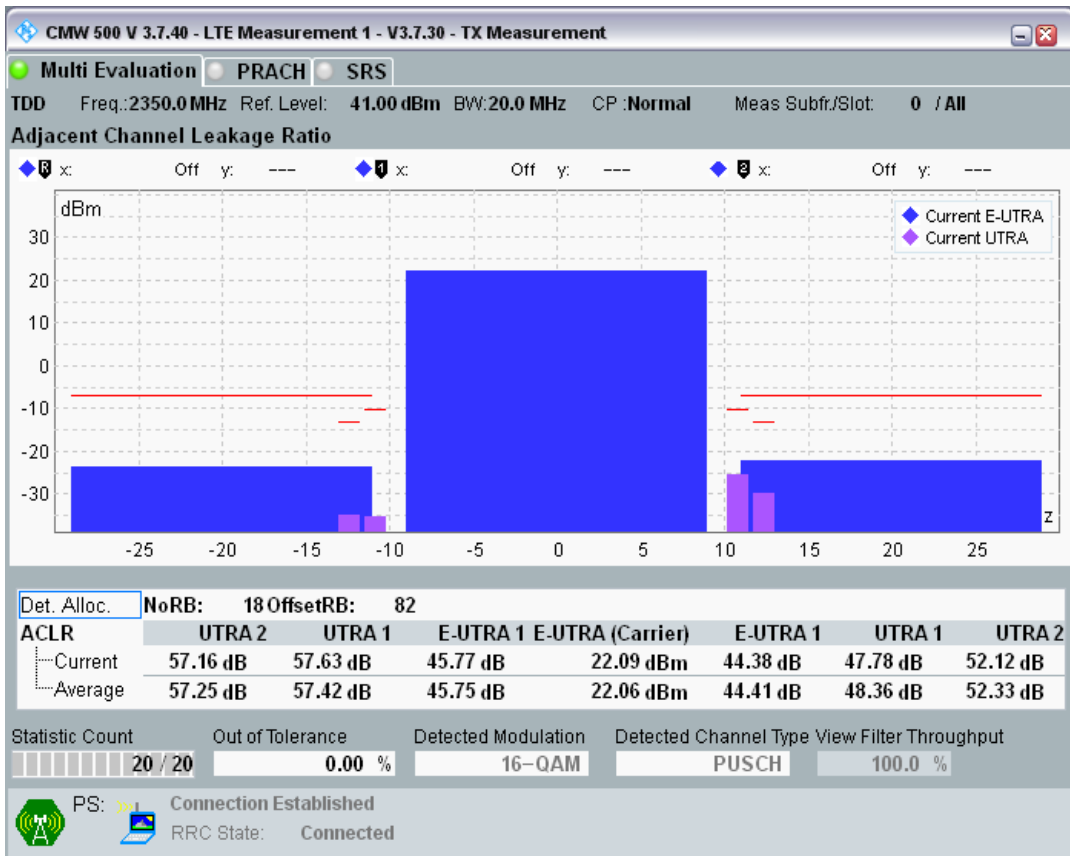 CMW 500 V 3.7.40 - LTE Measurement 1 - V3.7.30 - TX Measurement
Multi Evaluation PRACH SRS
TDD Freq.:2350.0 MHz Ref. Level: 41.00 dBm BW:20.0 MHz CP :Normal Meas Subfr./Slot: 0 / All
Adjacent Channel Leakage Ratio
R x: Off y: --- 1 x: Off y: --- 2 x: Off y: ---
dBm
Current E-UTRA
Current UTRA
30
20
10
0
-10
-20
-30
z
-25 -20 -15 -10 -5 0 5 10 15 20 25
Det. Alloc. NoRB: 18 OffsetRB: 82
ACLR UTRA 2 UTRA 1 E-UTRA 1 E-UTRA (Carrier) E-UTRA 1 UTRA 1 UTRA 2
Current 57.16 dB 57.63 dB 45.77 dB 22.09 dBm 44.38 dB 47.78 dB 52.12 dB
Average 57.25 dB 57.42 dB 45.75 dB 22.06 dBm 44.41 dB 48.36 dB 52.33 dB
Statistic Count Out of Tolerance Detected Modulation Detected Channel Type View Filter Throughput
20 / 20 0.00 % 16-QAM PUSCH 100.0 %
PS: Connection Established
RRC State: Connected